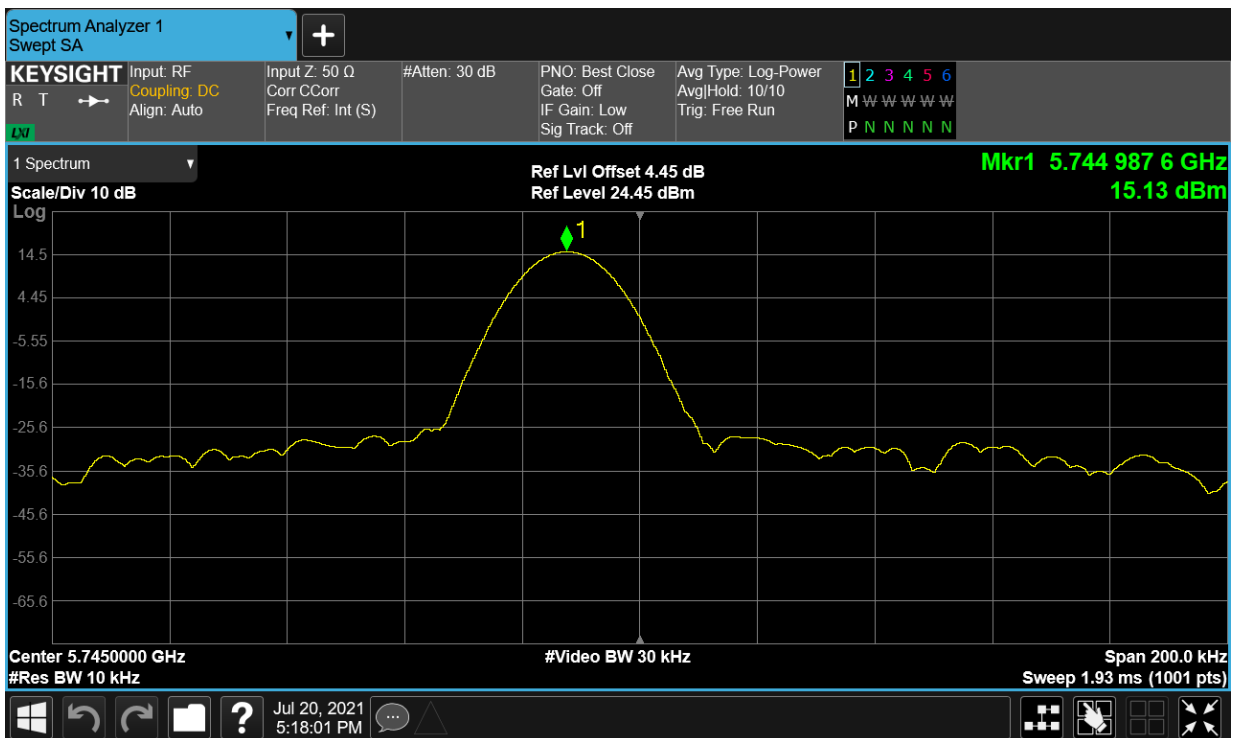 Spectrum Analyzer 1
Swept SA
+
KEYSIGHT
R T
LXI
Input: RF
Coupling: DC
Align: Auto
Input Z: 50 Ω
Corr CCorr
Freq Ref: Int (S)
#Atten: 30 dB
PNO: Best Close
Gate: Off
IF Gain: Low
Sig Track: Off
Avg Type: Log-Power
Avg|Hold: 10/10
Trig: Free Run
1 2 3 4 5 6
M W W W W W
P N N N N N
1 Spectrum
Scale/Div 10 dB
Log
Ref Lvl Offset 4.45 dB
Ref Level 24.45 dBm
Mkr1 5.744 987 6 GHz
15.13 dBm
1
14.5
4.45
-5.55
-15.6
-25.6
-35.6
-45.6
-55.6
-65.6
Center 5.7450000 GHz
#Res BW 10 kHz
#Video BW 30 kHz
Span 200.0 kHz
Sweep 1.93 ms (1001 pts)
?
Jul 20, 2021
5:18:01 PM